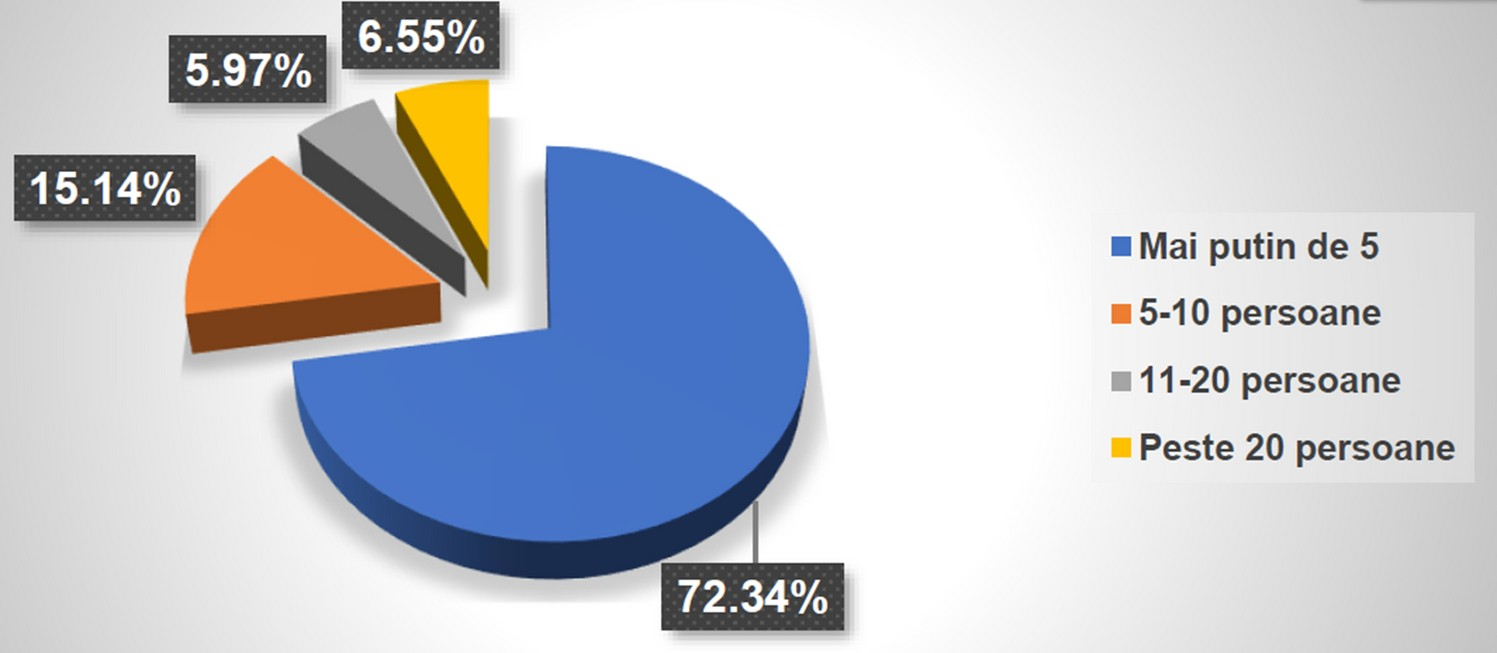 6.55%
5.97%
15.14%
72.34%
Mai putin de 5
5-10 persoane
11-20 persoane
Peste 20 persoane